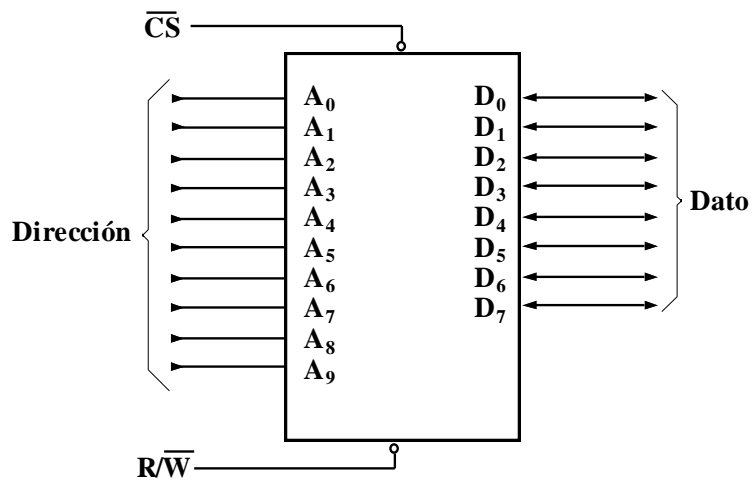 C̅S̅
A₀ D₀
A₁ D₁
A₂ D₂
A₃ D₃
A₄ D₄
Dirección Dato
A₅ D₅
A₆ D₆
A₇ D₇
A₈
A₉
R/W̅